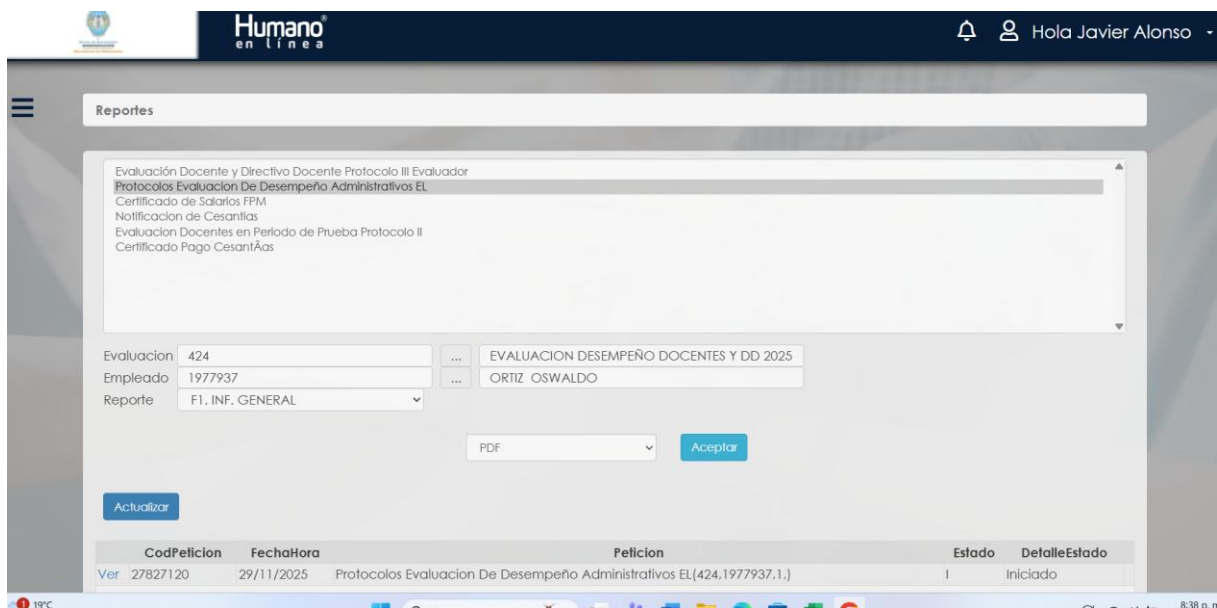 Humano®
en línea
Hola Javier Alonso
Reportes
Evaluación Docente y Directivo Docente Protocolo III Evaluador
Protocolos Evaluacion De Desempeño Administrativos EL
Certificado de Salarios FPM
Notificacion de Cesantias
Evaluacion Docentes en Periodo de Prueba Protocolo II
Certificado Pago CesantÃas
Evaluacion 424 ... EVALUACION DESEMPEÑO DOCENTES Y DD 2025
Empleado 1977937 ... ORTIZ OSWALDO
Reporte F1. INF. GENERAL
PDF Aceptar
Actualizar
CodPeticion FechaHora Peticion Estado DetalleEstado
Ver 27827120 29/11/2025 Protocolos Evaluacion De Desempeño Administrativos EL(424,1977937,1,) I Iniciado
1 19°C 8:38 p. m